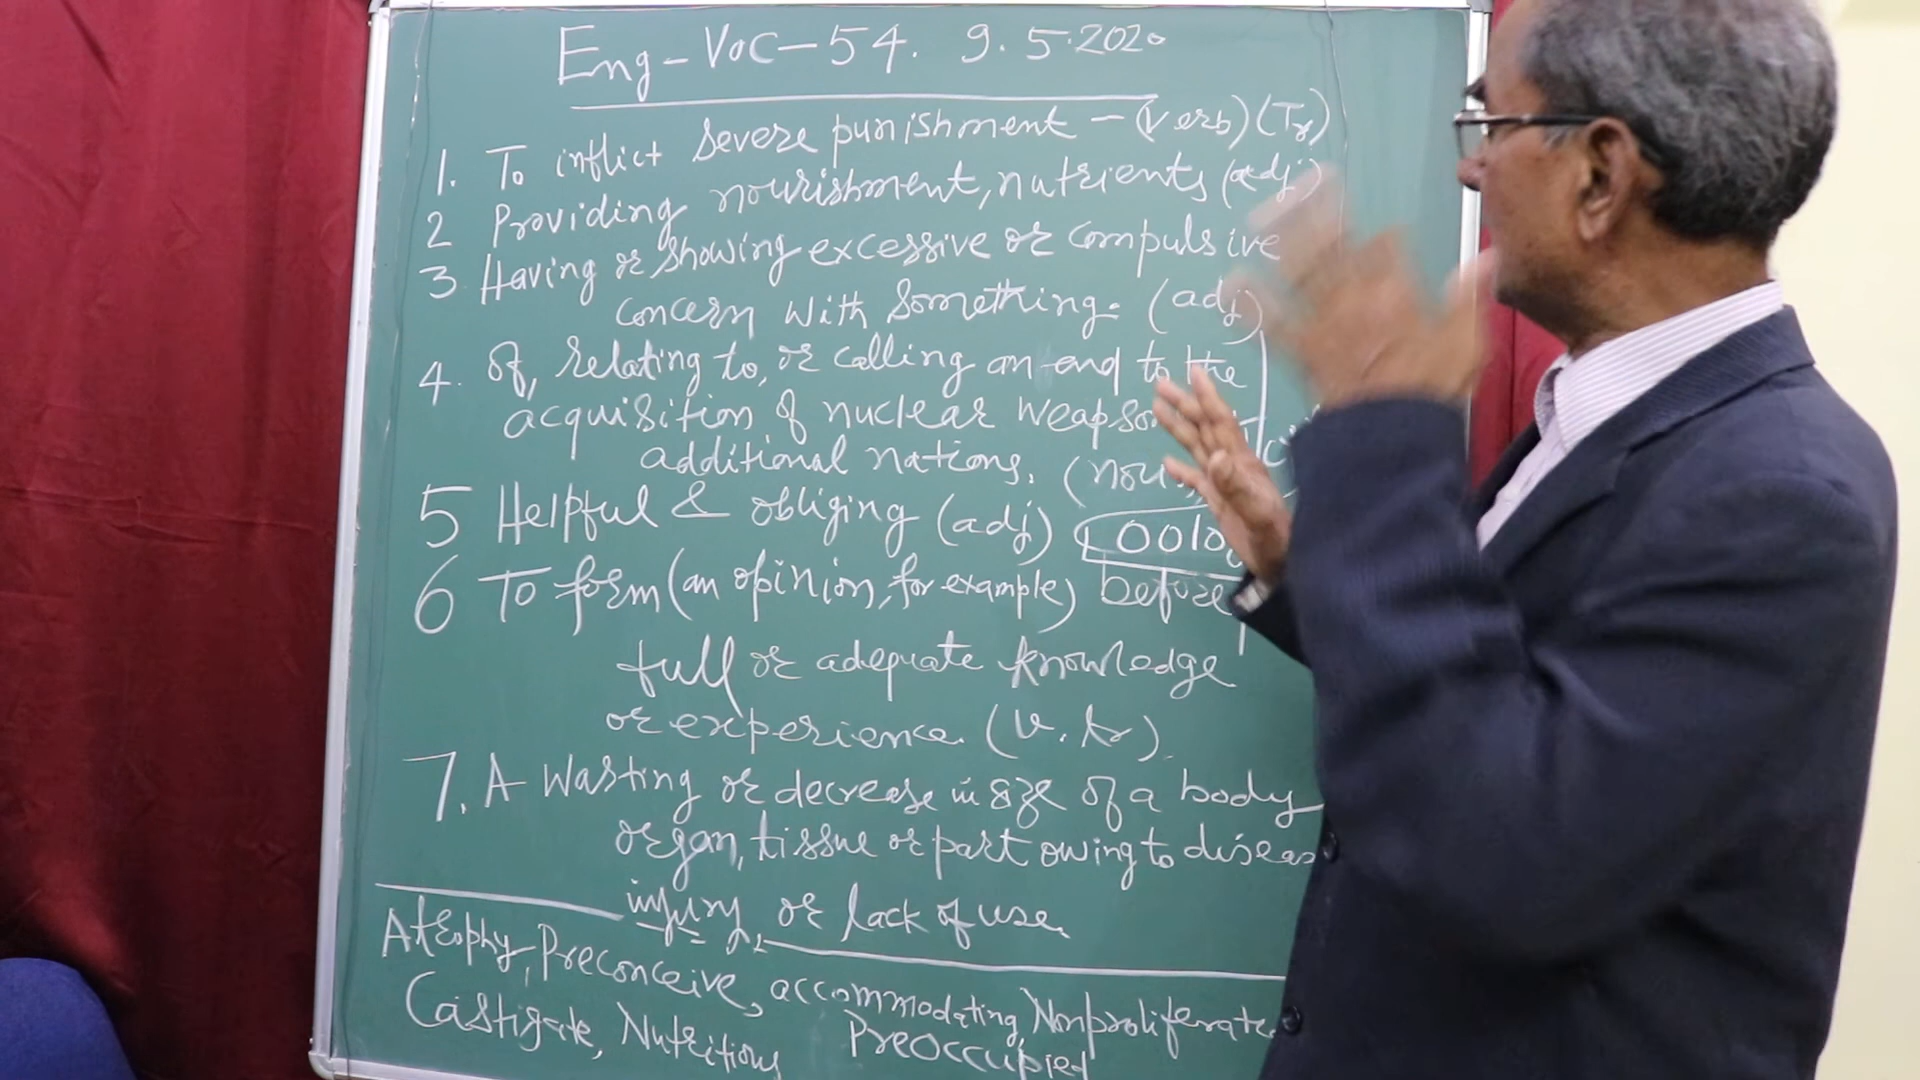 Eng-Voc-54. 9.5.2020
1. To inflict severe punishment - (Verb) (Tr)
2 Providing nourishment, nutrients (adj)
3. Having or showing excessive or compulsive
concern with something. (adj)
4. Of, relating to, or calling an end to the
acquisition of nuclear
additional nations.
5 Helpful & obliging (adj)
6 To form (an opinion, for example) before
full or adequate knowledge
or experience. (v. tr)
7. A wasting or decrease in size of a body
organ, tissue or part owing to
injury, or lack of use.
Atrophy, Preconceive, accommodating, Nonproliferate
Castigate, Nutritious Preoccupied